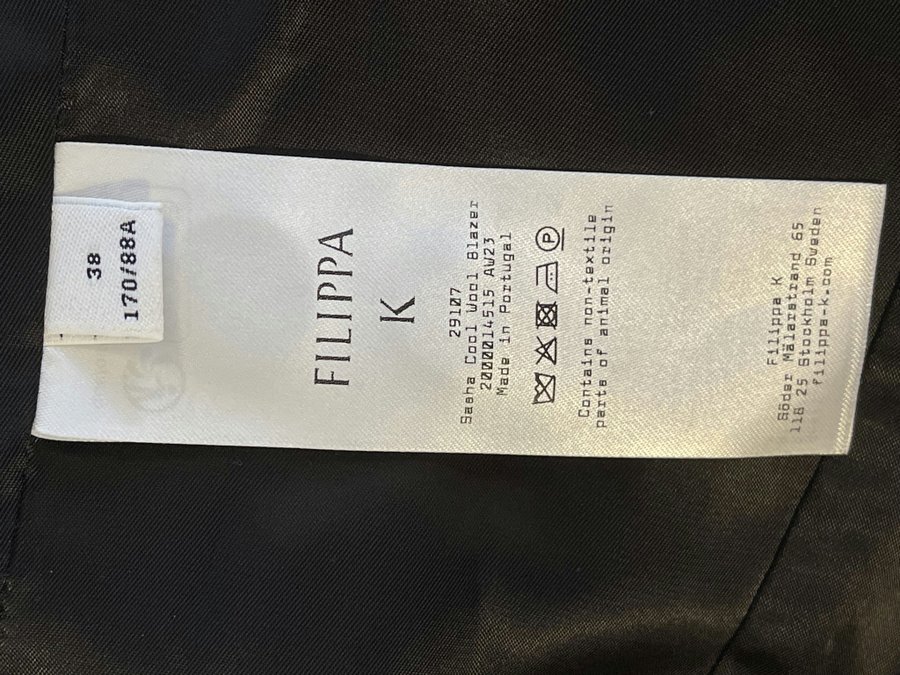 38
170/88A
FILIPPA
K
29107
Sasha Cool Wool Blazer
2000014515 AW23
Made in Portugal
P
Contains non-textile
parts of animal origin
Filippa K
Söder Mälarstrand 65
118 25 Stockholm Sweden
filippa-k.com